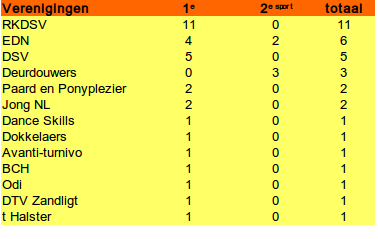 Verenigingen 1e 2e sport totaal
RKDSV 11 0 11
EDN 4 2 6
DSV 5 0 5
Deurdouwers 0 3 3
Paard en Ponyplezier 2 0 2
Jong NL 2 0 2
Dance Skills 1 0 1
Dokkelaers 1 0 1
Avanti-turnivo 1 0 1
BCH 1 0 1
Odi 1 0 1
DTV Zandligt 1 0 1
t Halster 1 0 1